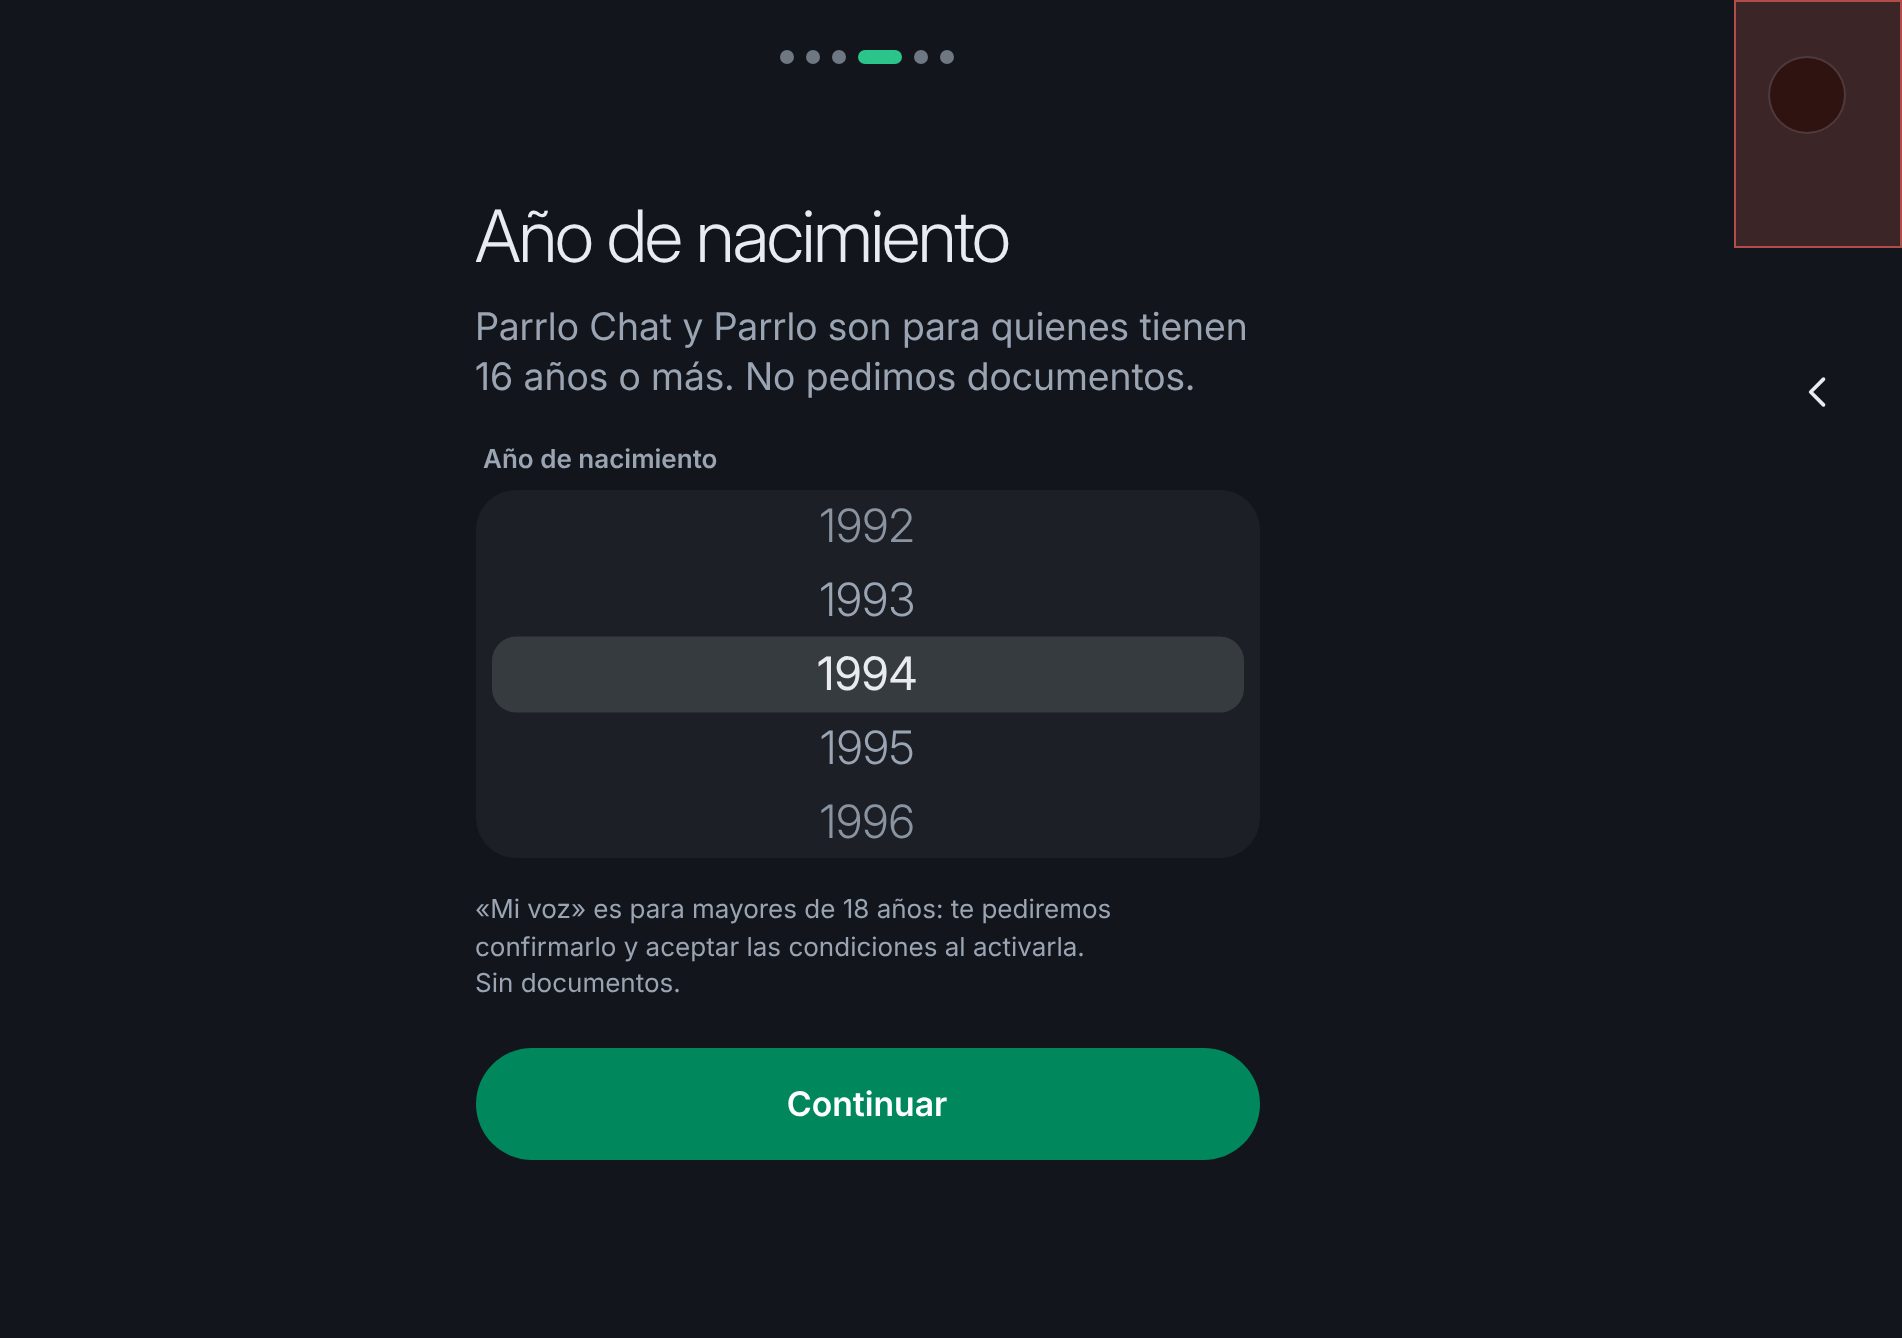 Año de nacimiento
Parrlo Chat y Parrlo son para quienes tienen
16 años o más. No pedimos documentos.
Año de nacimiento
1992
1993
1994
1995
1996
«Mi voz» es para mayores de 18 años: te pediremos
confirmarlo y aceptar las condiciones al activarla.
Sin documentos.
Continuar